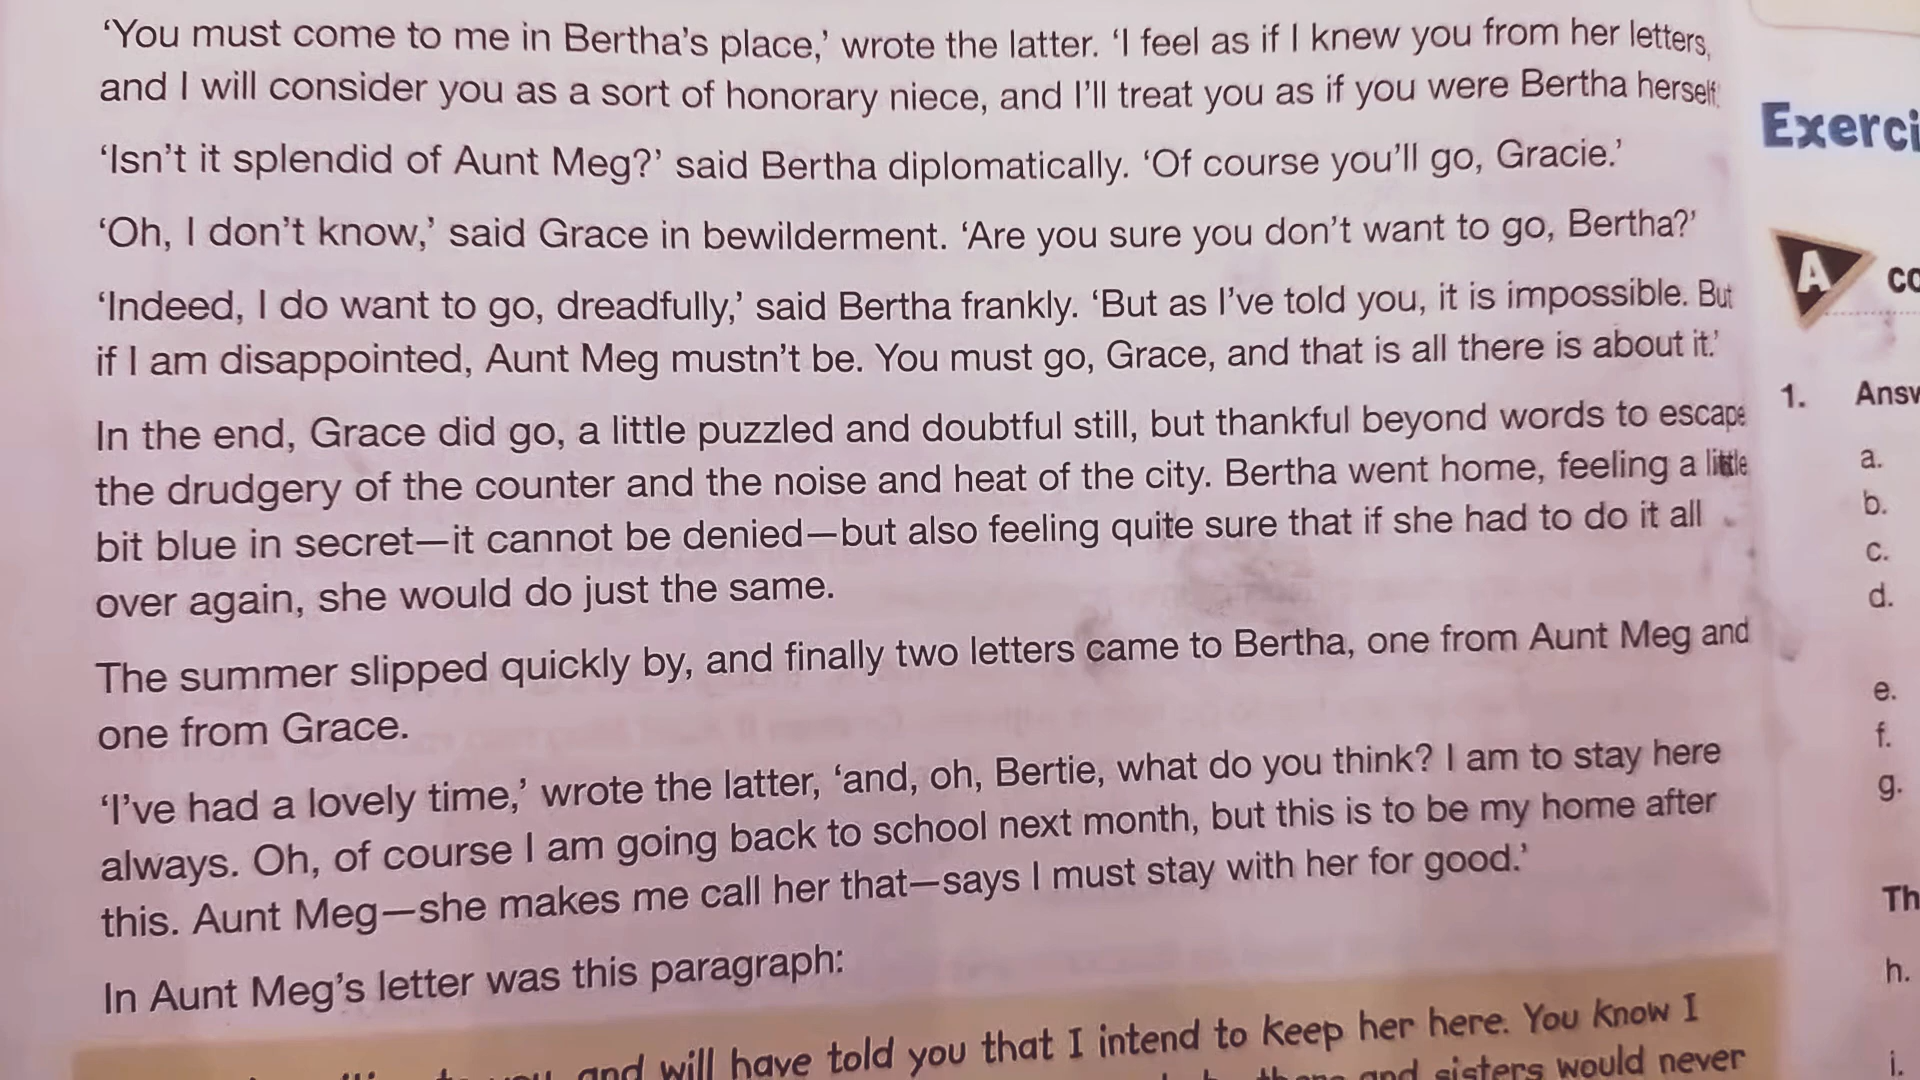 ‘You must come to me in Bertha’s place,’ wrote the latter. ‘I feel as if I knew you from her letters,
and I will consider you as a sort of honorary niece, and I’ll treat you as if you were Bertha herself.
‘Isn’t it splendid of Aunt Meg?’ said Bertha diplomatically. ‘Of course you’ll go, Gracie.’
‘Oh, I don’t know,’ said Grace in bewilderment. ‘Are you sure you don’t want to go, Bertha?’
‘Indeed, I do want to go, dreadfully,’ said Bertha frankly. ‘But as I’ve told you, it is impossible. But
if I am disappointed, Aunt Meg mustn’t be. You must go, Grace, and that is all there is about it.’
In the end, Grace did go, a little puzzled and doubtful still, but thankful beyond words to escape
the drudgery of the counter and the noise and heat of the city. Bertha went home, feeling a little
bit blue in secret—it cannot be denied—but also feeling quite sure that if she had to do it all
over again, she would do just the same.
The summer slipped quickly by, and finally two letters came to Bertha, one from Aunt Meg and
one from Grace.
‘I’ve had a lovely time,’ wrote the latter, ‘and, oh, Bertie, what do you think? I am to stay here
always. Oh, of course I am going back to school next month, but this is to be my home after
this. Aunt Meg—she makes me call her that—says I must stay with her for good.’
In Aunt Meg’s letter was this paragraph:
and will have told you that I intend to keep her here. You know I
and sisters would never
Exerci
A
1.
a.
b.
c.
d.
e.
f.
g.
Th
h.
i.